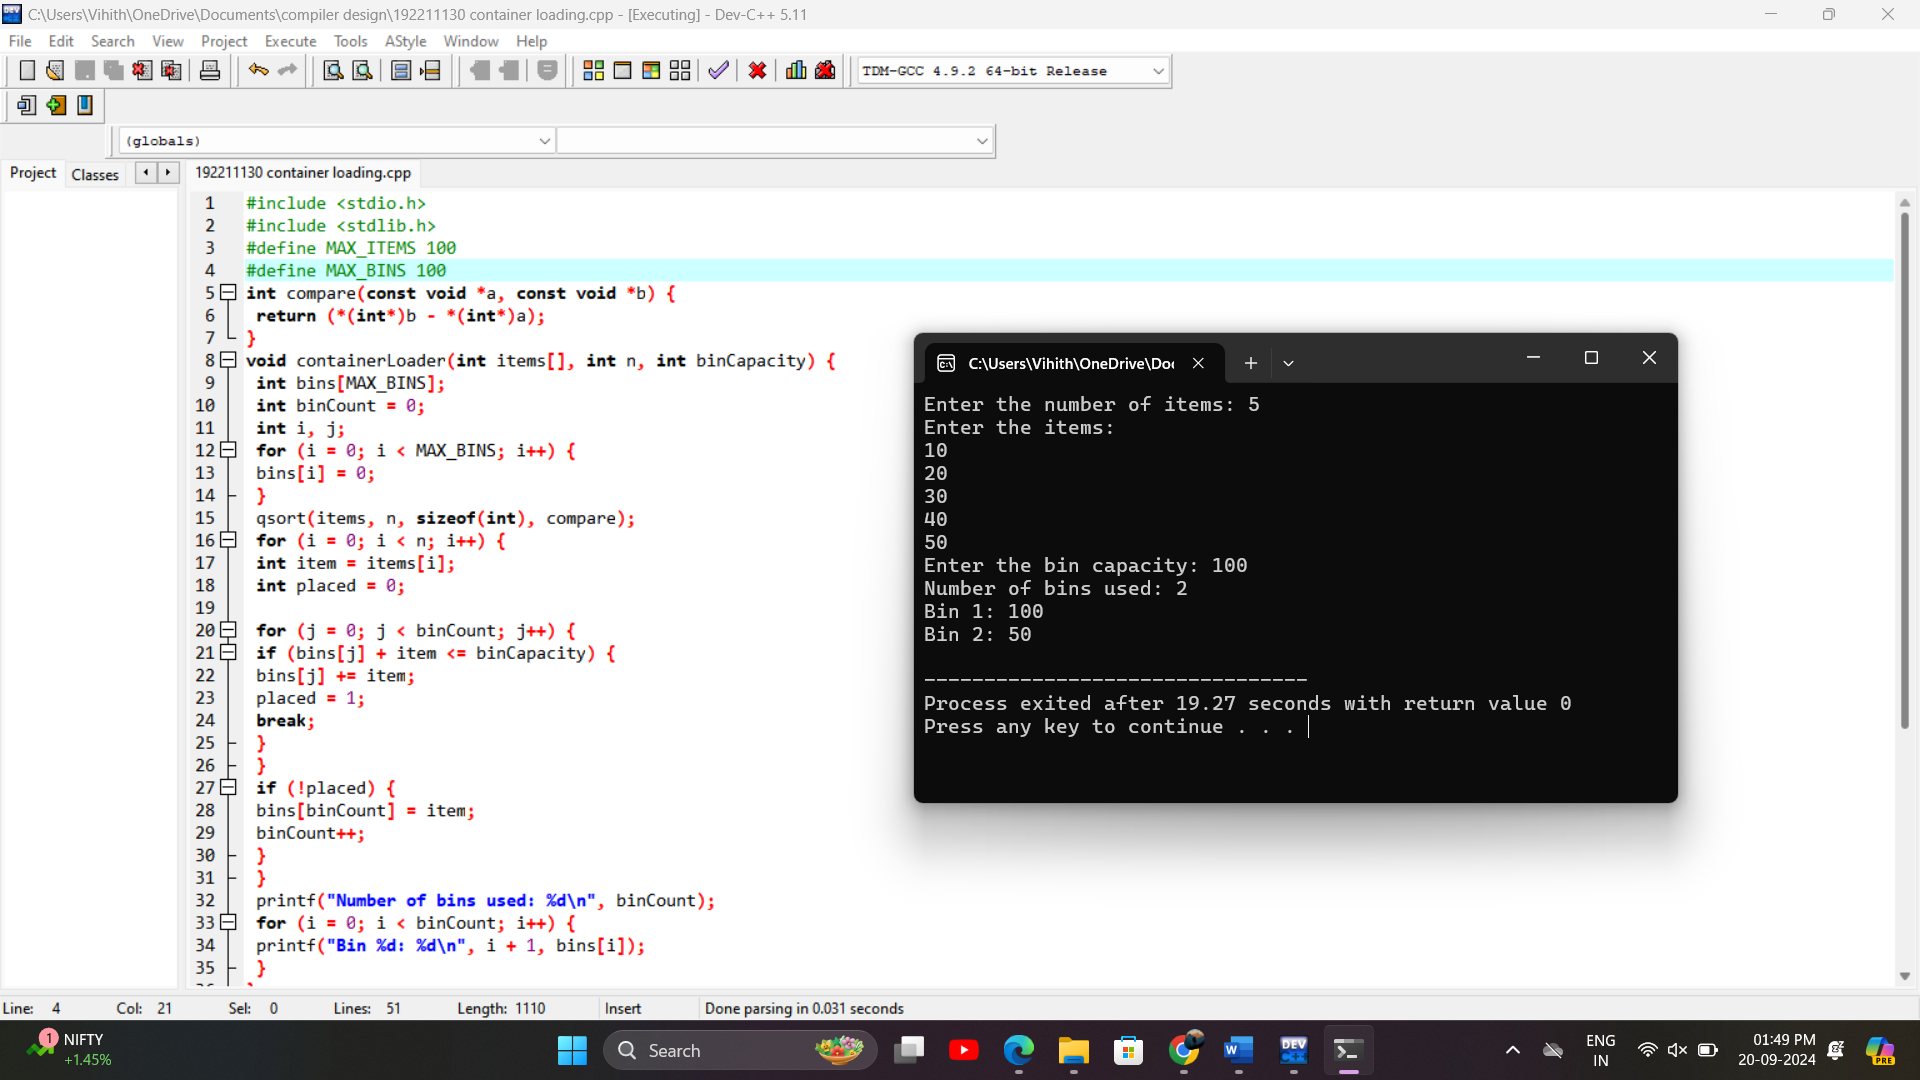 C:\Users\Vihith\OneDrive\Documents\compiler design\192211130 container loading.cpp - [Executing] - Dev-C++ 5.11
File Edit Search View Project Execute Tools AStyle Window Help
TDM-GCC 4.9.2 64-bit Release
(globals)
Project Classes 192211130 container loading.cpp
1 #include <stdio.h>
2 #include <stdlib.h>
3 #define MAX_ITEMS 100
4 #define MAX_BINS 100
5 int compare(const void *a, const void *b) {
6 return (*(int*)b - *(int*)a);
7 }
8 void containerLoader(int items[], int n, int binCapacity) {
9 int bins[MAX_BINS];
10 int binCount = 0;
11 int i, j;
12 for (i = 0; i < MAX_BINS; i++) {
13 bins[i] = 0;
14 }
15 qsort(items, n, sizeof(int), compare);
16 for (i = 0; i < n; i++) {
17 int item = items[i];
18 int placed = 0;
19
20 for (j = 0; j < binCount; j++) {
21 if (bins[j] + item <= binCapacity) {
22 bins[j] += item;
23 placed = 1;
24 break;
25 }
26 }
27 if (!placed) {
28 bins[binCount] = item;
29 binCount++;
30 }
31 }
32 printf("Number of bins used: %d\n", binCount);
33 for (i = 0; i < binCount; i++) {
34 printf("Bin %d: %d\n", i + 1, bins[i]);
35 }
C:\Users\Vihith\OneDrive\Doc
Enter the number of items: 5
Enter the items:
10
20
30
40
50
Enter the bin capacity: 100
Number of bins used: 2
Bin 1: 100
Bin 2: 50
--------------------------------
Process exited after 19.27 seconds with return value 0
Press any key to continue . . .
Line: 4 Col: 21 Sel: 0 Lines: 51 Length: 1110 Insert Done parsing in 0.031 seconds
1
NIFTY
+1.45%
Search
W
DEV
C++
ENG
IN
01:49 PM
20-09-2024
PRE